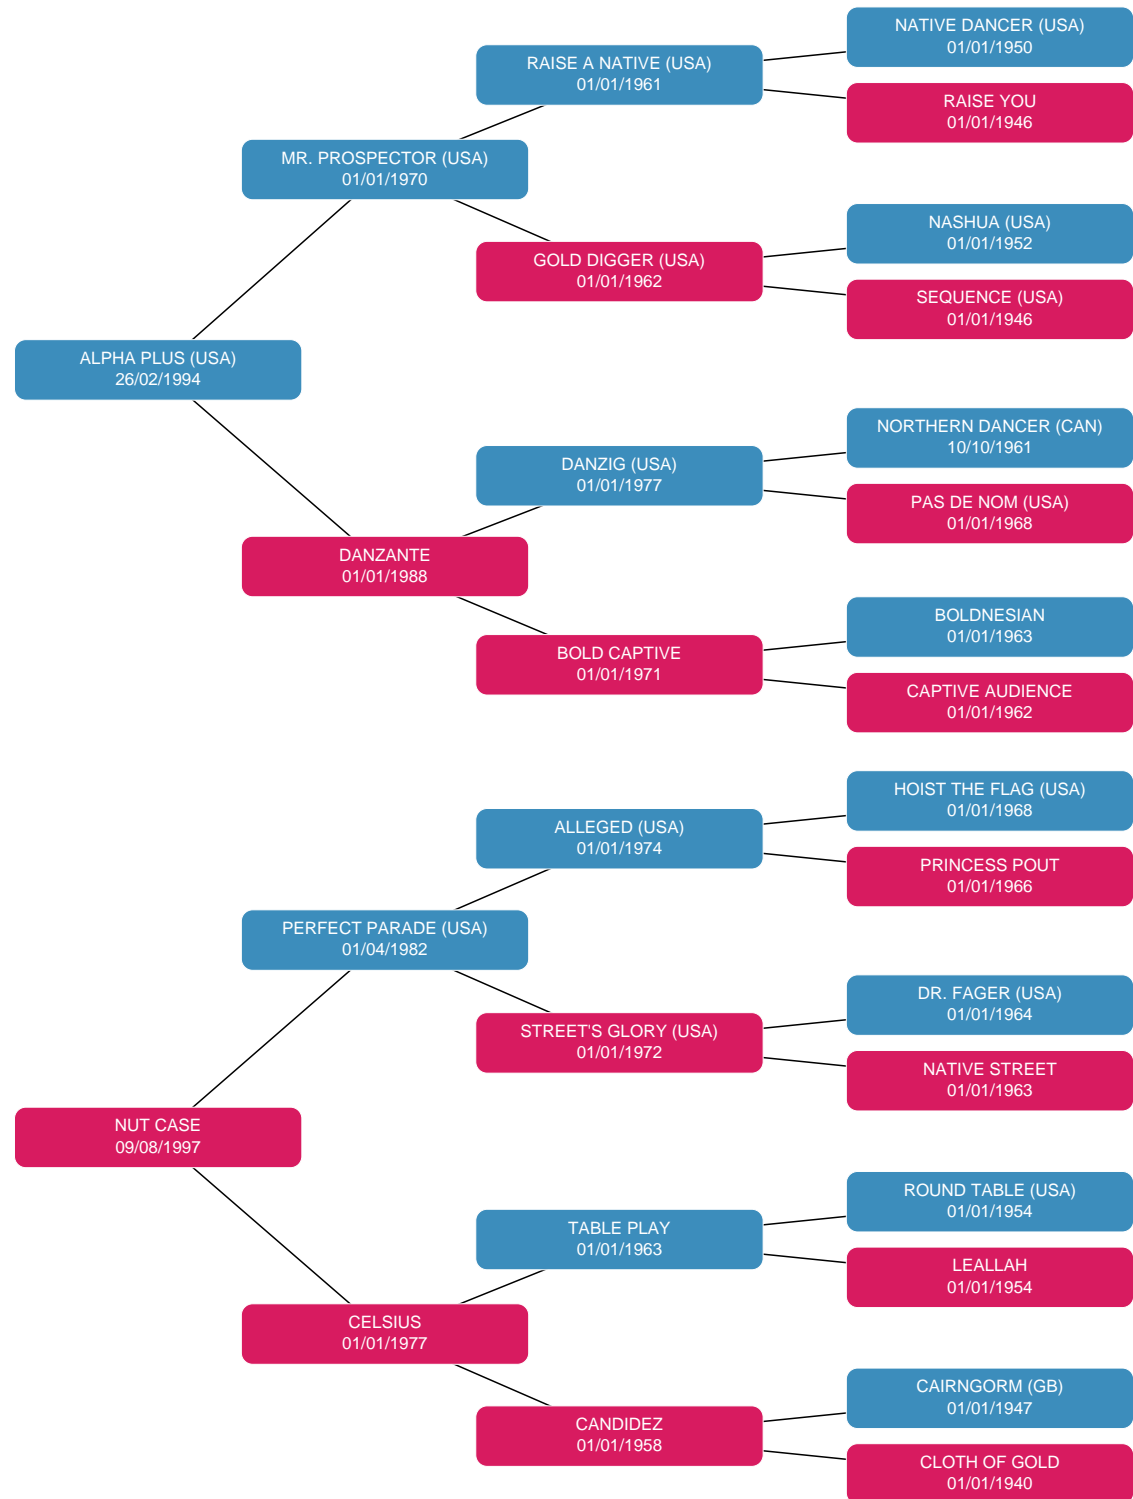 NATIVE DANCER (USA)
01/01/1950
RAISE A NATIVE (USA)
01/01/1961
RAISE YOU
01/01/1946
MR. PROSPECTOR (USA)
01/01/1970
NASHUA (USA)
01/01/1952
GOLD DIGGER (USA)
01/01/1962
SEQUENCE (USA)
01/01/1946
ALPHA PLUS (USA)
26/02/1994
NORTHERN DANCER (CAN)
10/10/1961
DANZIG (USA)
01/01/1977
PAS DE NOM (USA)
01/01/1968
DANZANTE
01/01/1988
BOLDNESIAN
01/01/1963
BOLD CAPTIVE
01/01/1971
CAPTIVE AUDIENCE
01/01/1962
HOIST THE FLAG (USA)
01/01/1968
ALLEGED (USA)
01/01/1974
PRINCESS POUT
01/01/1966
PERFECT PARADE (USA)
01/04/1982
DR. FAGER (USA)
01/01/1964
STREET'S GLORY (USA)
01/01/1972
NATIVE STREET
01/01/1963
NUT CASE
09/08/1997
ROUND TABLE (USA)
01/01/1954
TABLE PLAY
01/01/1963
LEALLAH
01/01/1954
CELSIUS
01/01/1977
CAIRNGORM (GB)
01/01/1947
CANDIDEZ
01/01/1958
CLOTH OF GOLD
01/01/1940